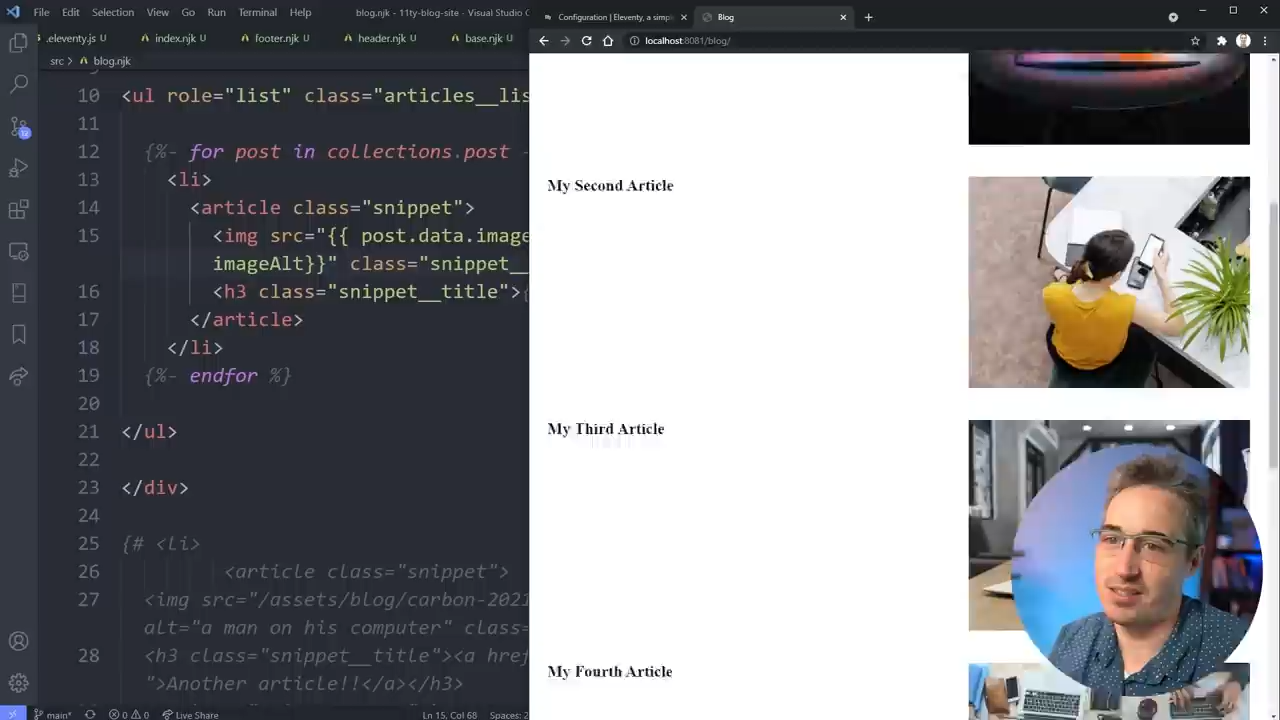 File Edit Selection View Go Run Terminal Help blog.njk - 11ty-blog-site - Visual Studio
.eleventy.js U index.njk U footer.njk U header.njk U base.njk U
src > blog.njk
10 <ul role="list" class="articles__lis
11
12 {%- for post in collections.post -
13 <li>
14 <article class="snippet">
15 <img src="{{ post.data.image
imageAlt}}" class="snippet__
16 <h3 class="snippet__title">{
17 </article>
18 </li>
19 {%- endfor %}
20
21 </ul>
22
23 </div>
24
25 {# <li>
26 <article class="snippet">
27 <img src="/assets/blog/carbon-2021
alt="a man on his computer" class=
28 <h3 class="snippet__title"><a href
">Another article!!</a></h3>
main* 0 0 Live Share Ln 15, Col 68 Spaces: 2
Configuration | Eleventy, a simp
Blog
localhost:8081/blog/
My Second Article
My Third Article
My Fourth Article